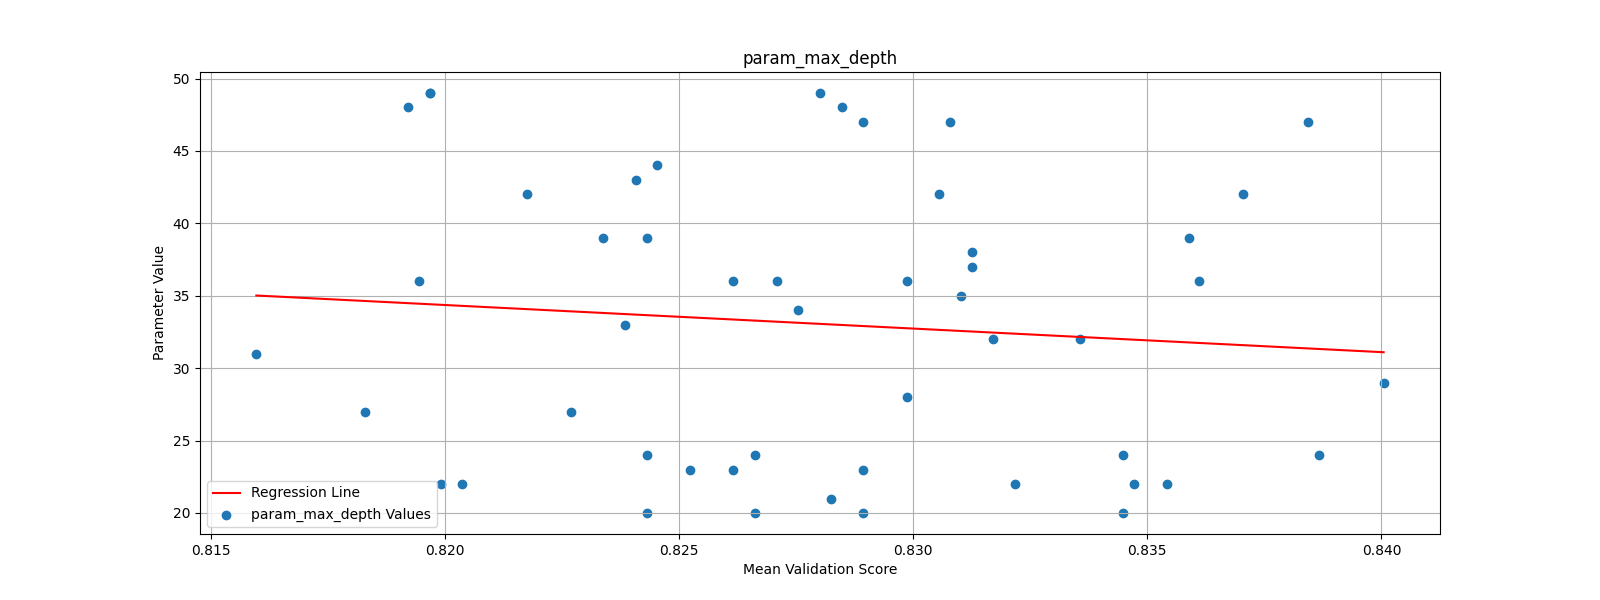 param_max_depth
Parameter Value
50
45
40
35
30
25
20
Regression Line
param_max_depth Values
0.815
0.820
0.825
0.830
0.835
0.840
Mean Validation Score